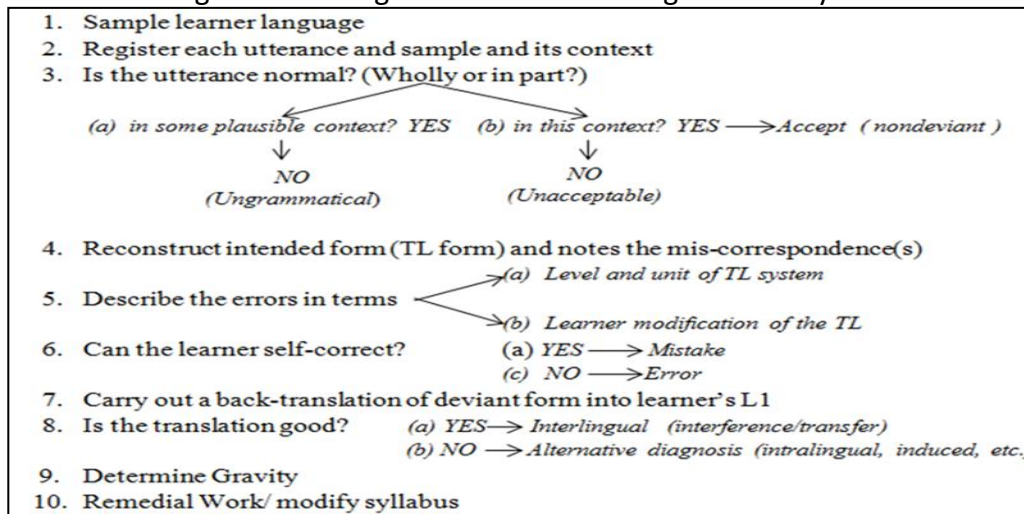 1. Sample learner language
2. Register each utterance and sample and its context
3. Is the utterance normal? (Wholly or in part?)
(a) in some plausible context? YES (b) in this context? YES → Accept (nondeviant )
NO NO
(Ungrammatical) (Unacceptable)
4. Reconstruct intended form (TL form) and notes the mis-correspondence(s)
(a) Level and unit of TL system
5. Describe the errors in terms
(b) Learner modification of the TL
6. Can the learner self-correct? (a) YES → Mistake
(c) NO → Error
7. Carry out a back-translation of deviant form into learner's L1
8. Is the translation good? (a) YES → Interlingual (interference/transfer)
(b) NO → Alternative diagnosis (intralingual, induced, etc.
9. Determine Gravity
10. Remedial Work/ modify syllabus